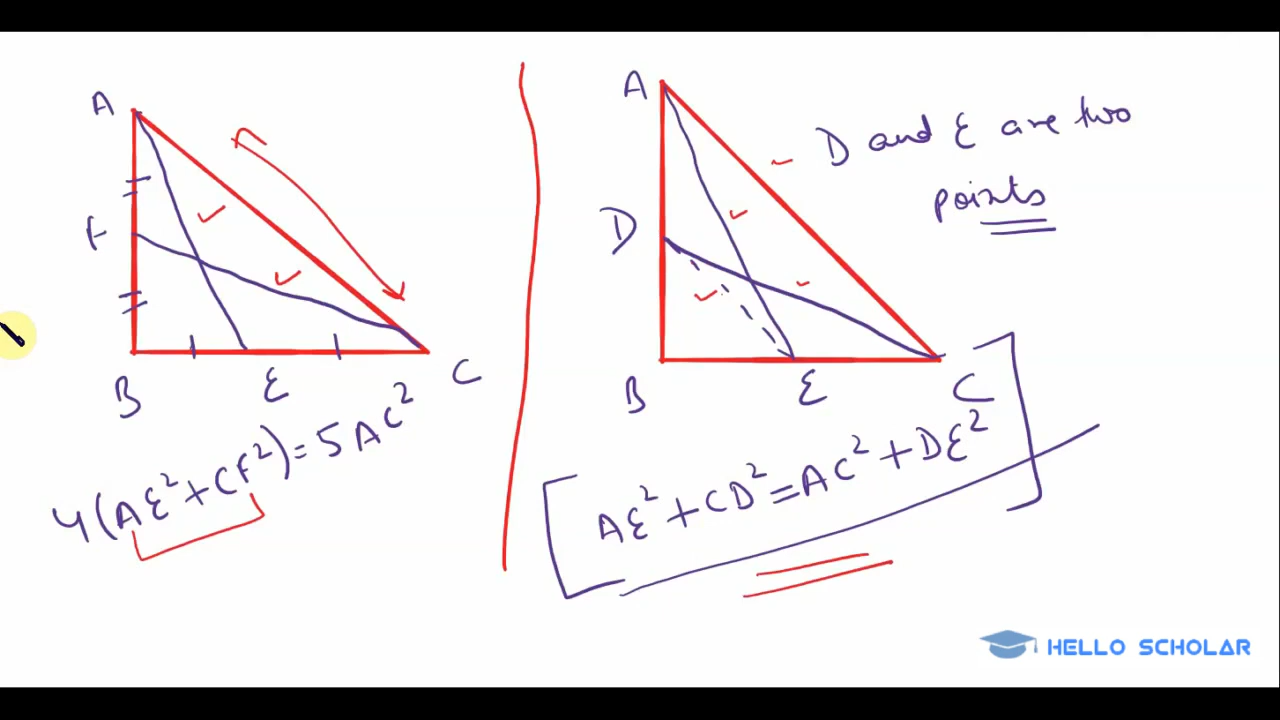 A
F
B
E
C
4(AE²+CF²)=5AC²
A
D
B
E
C
D and E are two
points
AE²+CD²=AC²+DE²
HELLO SCHOLAR